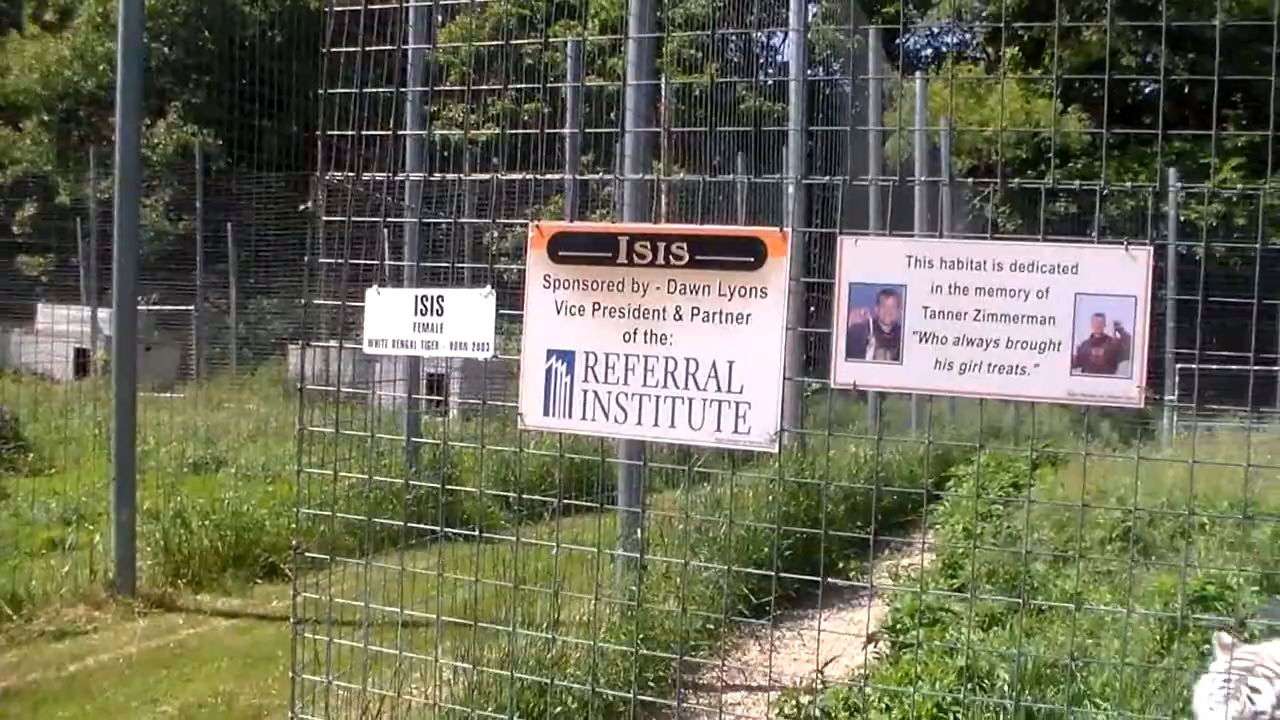 ISIS
FEMALE
WHITE BENGAL TIGER - BORN 2003
ISIS
Sponsored by - Dawn Lyons
Vice President & Partner
of the:
REFERRAL
INSTITUTE
This habitat is dedicated
in the memory of
Tanner Zimmerman
"Who always brought
his girl treats."